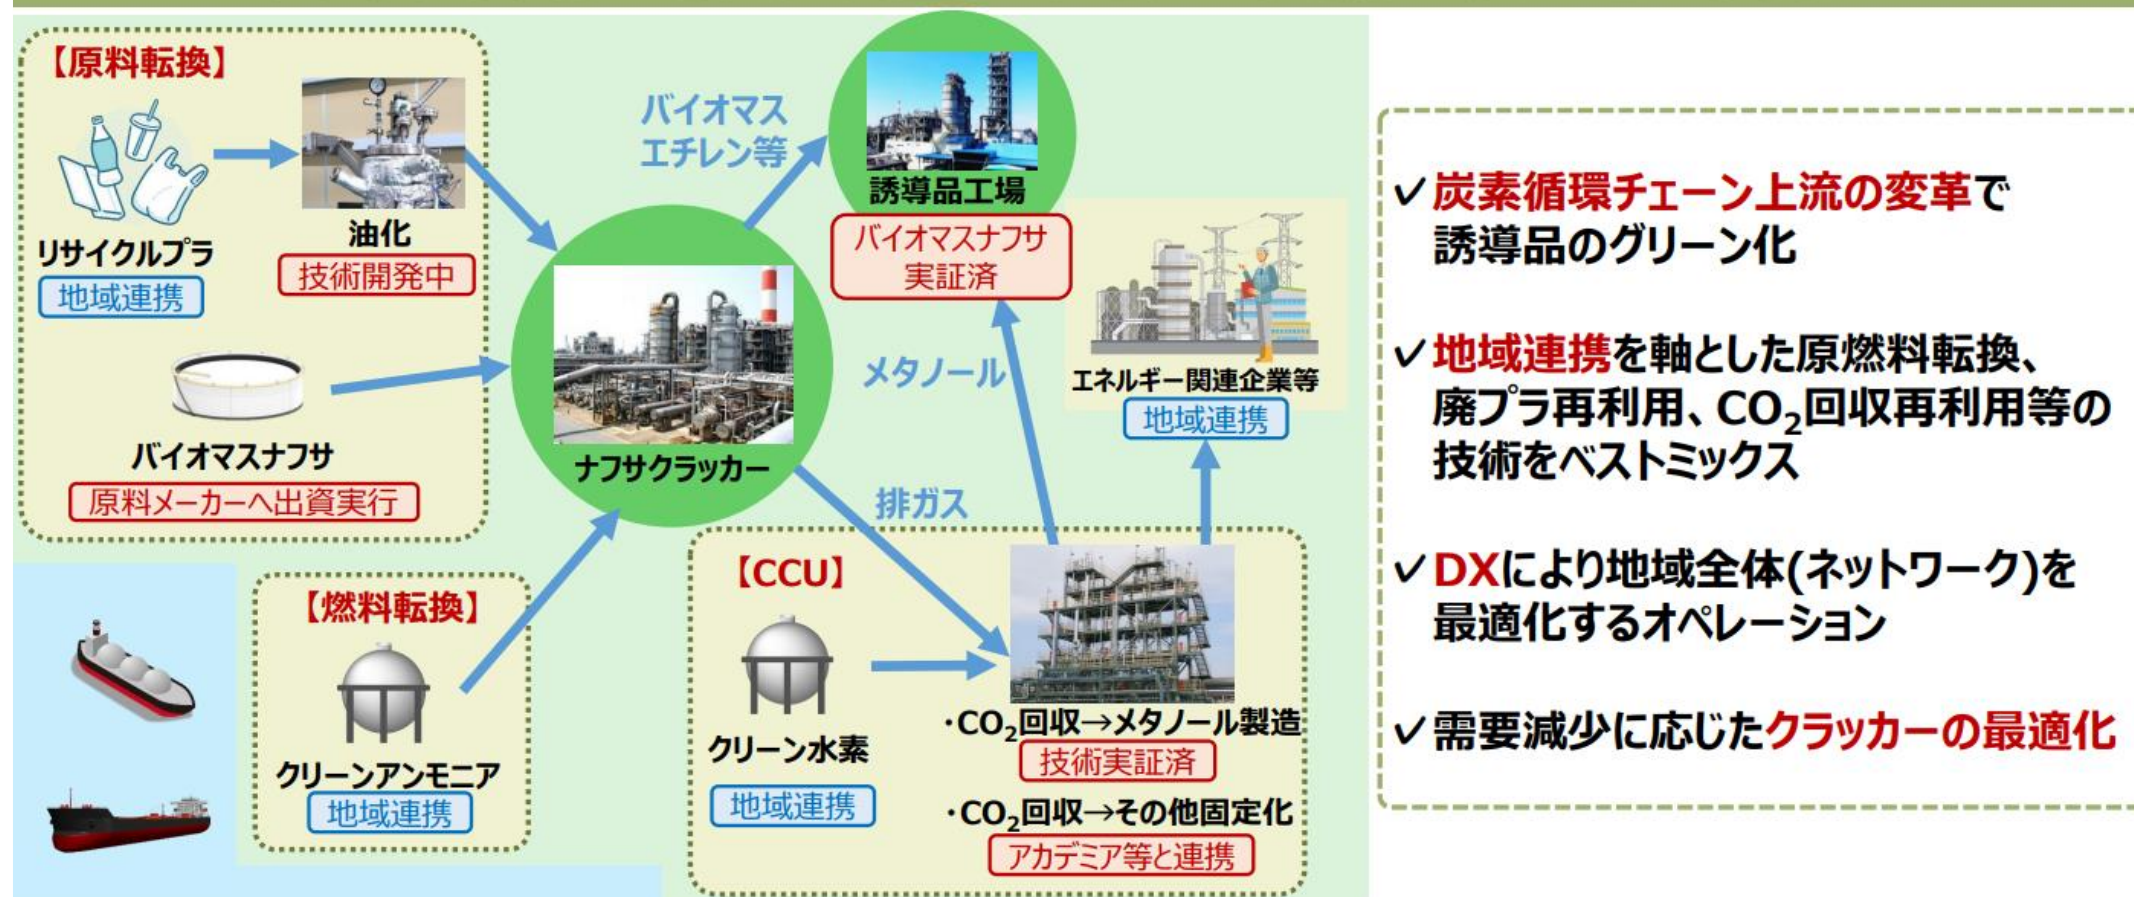 【原料転換】
リサイクルプラ
地域連携
油化
技術開発中
バイオマスナフサ
原料メーカーへ出資実行
【燃料転換】
クリーンアンモニア
地域連携
ナフサクラッカー
バイオマス
エチレン等
誘導品工場
バイオマスナフサ
実証済
メタノール
エネルギー関連企業等
地域連携
排ガス
【CCU】
クリーン水素
地域連携
・CO₂回収→メタノール製造
技術実証済
・CO₂回収→その他固定化
アカデミア等と連携
✓炭素循環チェーン上流の変革で
誘導品のグリーン化
✓地域連携を軸とした原燃料転換、
廃プラ再利用、CO₂回収再利用等の
技術をベストミックス
✓DXにより地域全体(ネットワーク)を
最適化するオペレーション
✓需要減少に応じたクラッカーの最適化